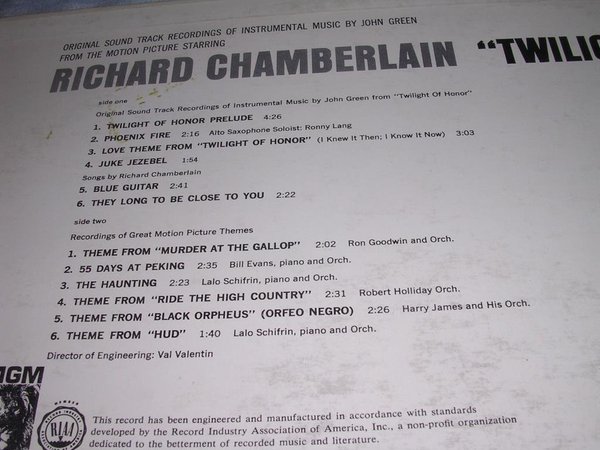 ORIGINAL SOUND TRACK RECORDINGS OF INSTRUMENTAL MUSIC BY JOHN GREEN
FROM THE MOTION PICTURE STARRING
RICHARD CHAMBERLAIN "TWILIG
side one
Original Sound Track Recordings of Instrumental Music by John Green from "Twilight Of Honor"
1. TWILIGHT OF HONOR PRELUDE 4:26
2. PHOENIX FIRE 2:16 Alto Saxophone Soloist: Ronny Lang
3. LOVE THEME FROM "TWILIGHT OF HONOR" (I Knew It Then; I Know It Now) 3:03
4. JUKE JEZEBEL 1:54
Songs by Richard Chamberlain
5. BLUE GUITAR 2:41
6. THEY LONG TO BE CLOSE TO YOU 2:22
side two
Recordings of Great Motion Picture Themes
1. THEME FROM "MURDER AT THE GALLOP" 2:02 Ron Goodwin and Orch.
2. 55 DAYS AT PEKING 2:35 Bill Evans, piano and Orch.
3. THE HAUNTING 2:23 Lalo Schifrin, piano and Orch.
4. THEME FROM "RIDE THE HIGH COUNTRY" 2:31 Robert Holliday Orch.
5. THEME FROM "BLACK ORPHEUS" (ORFEO NEGRO) 2:26 Harry James and His Orch.
6. THEME FROM "HUD" 1:40 Lalo Schifrin, piano and Orch.
Director of Engineering: Val Valentin
MGM
RIAA
This record has been engineered and manufactured in accordance with standards
developed by the Record Industry Association of America, Inc., a non-profit organization
dedicated to the betterment of recorded music and literature.